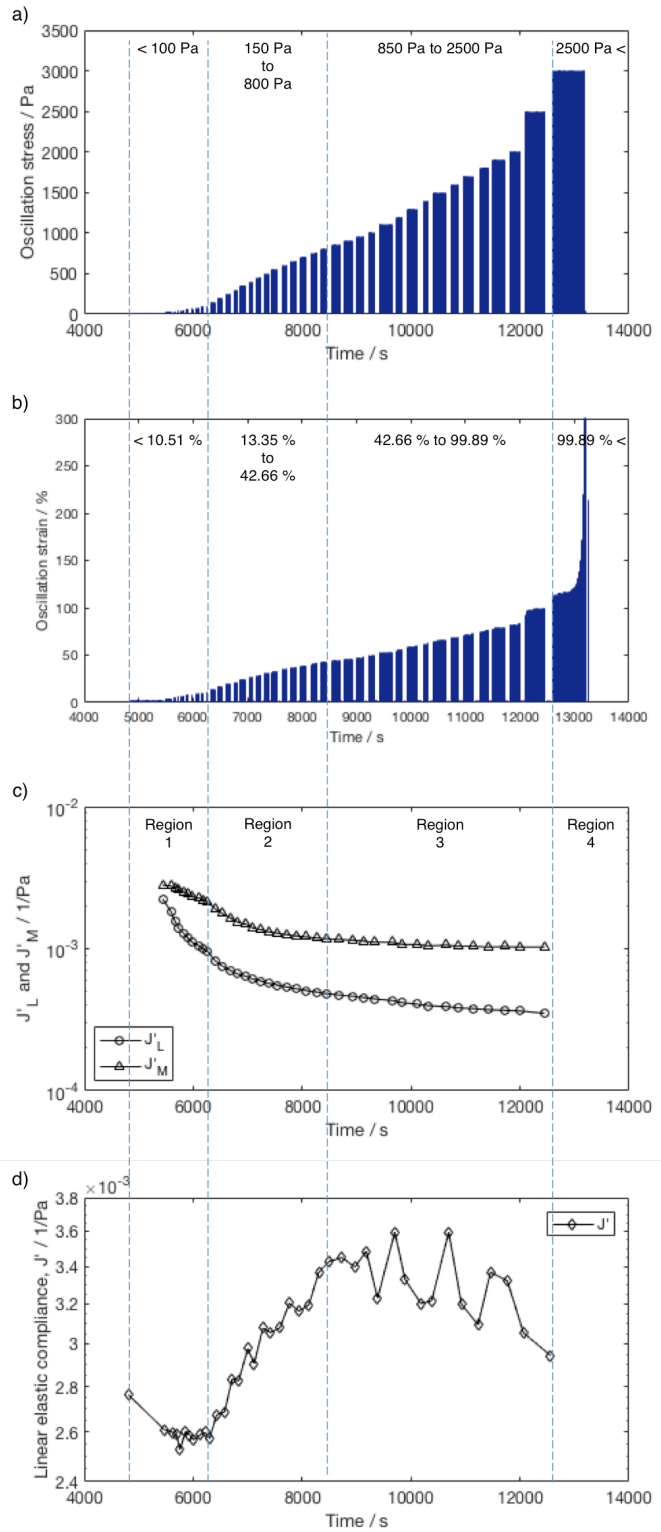 a)
3500
3000
2500
2000
1500
1000
500
0
Oscillation stress / Pa
< 100 Pa
150 Pa
to
800 Pa
850 Pa to 2500 Pa
2500 Pa <
4000 6000 8000 10000 12000 14000
Time / s
b)
300
250
200
150
100
50
0
Oscillation strain / %
< 10.51 %
13.35 %
to
42.66 %
42.66 % to 99.89 %
99.89 % <
4000 5000 6000 7000 8000 9000 10000 11000 12000 13000 14000
Time / s
c)
10^-2
10^-3
10^-4
J'_L and J'_M / 1/Pa
Region
1
Region
2
Region
3
Region
4
J'_L
J'_M
4000 6000 8000 10000 12000 14000
Time / s
d)
×10^-3
3.8
3.6
3.4
3.2
3
2.8
2.6
2.4
Linear elastic compliance, J' / 1/Pa
J'
4000 6000 8000 10000 12000 14000
Time / s